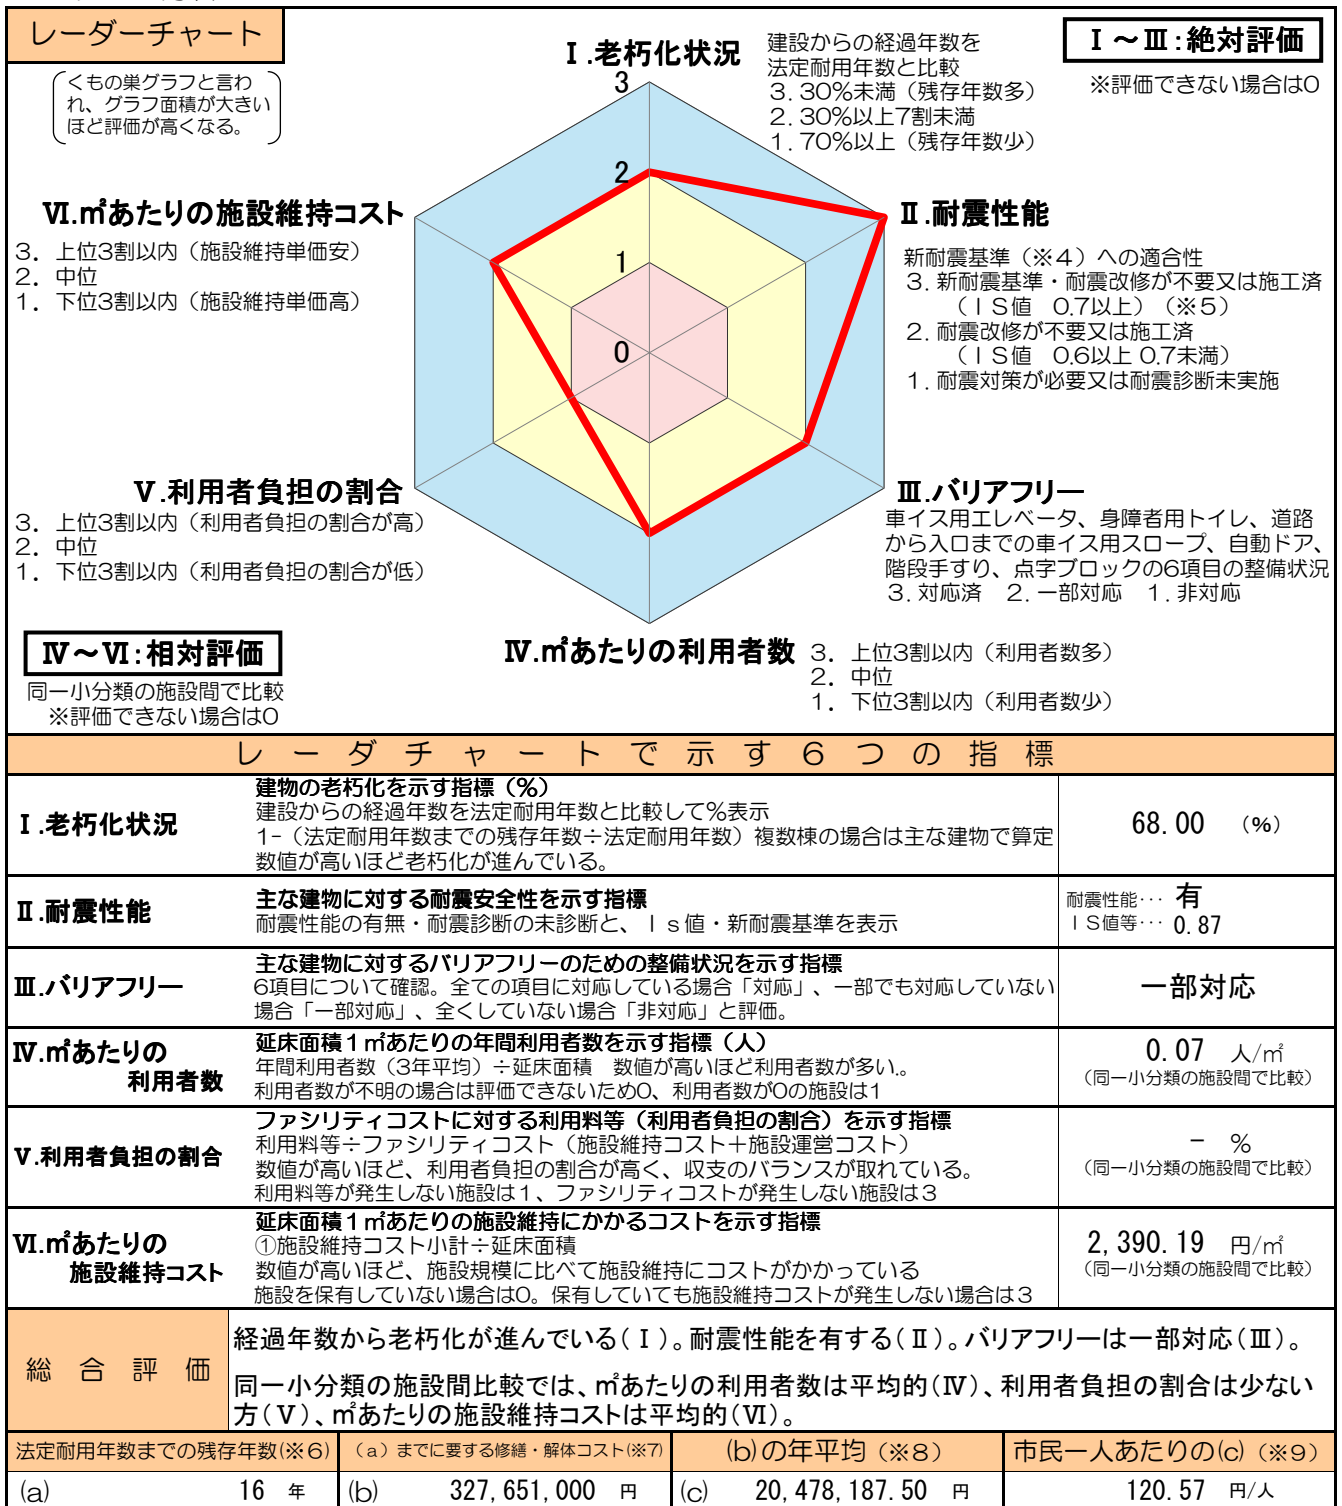 レーダーチャート
くもの巣グラフと言わ
れ、グラフ面積が大きい
ほど評価が高くなる。
Ⅰ.老朽化状況
建設からの経過年数を
法定耐用年数と比較
3. 30%未満（残存年数多）
2. 30%以上7割未満
1. 70%以上（残存年数少）
Ⅰ～Ⅲ:絶対評価
※評価できない場合は0
3
2
1
0
Ⅵ.㎡あたりの施設維持コスト
3. 上位3割以内（施設維持単価安）
2. 中位
1. 下位3割以内（施設維持単価高）
Ⅱ.耐震性能
新耐震基準（※4）への適合性
3. 新耐震基準・耐震改修が不要又は施工済
（ＩＳ値 0.7以上）（※5）
2. 耐震改修が不要又は施工済
（ＩＳ値 0.6以上 0.7未満）
1. 耐震対策が必要又は耐震診断未実施
Ⅴ.利用者負担の割合
3. 上位3割以内（利用者負担の割合が高）
2. 中位
1. 下位3割以内（利用者負担の割合が低）
Ⅲ.バリアフリー
車イス用エレベータ、身障者用トイレ、道路
から入口までの車イス用スロープ、自動ドア、
階段手すり、点字ブロックの6項目の整備状況
3. 対応済 2. 一部対応 1. 非対応
Ⅳ～Ⅵ:相対評価
同一小分類の施設間で比較
※評価できない場合は0
Ⅳ.㎡あたりの利用者数
3. 上位3割以内（利用者数多）
2. 中位
1. 下位3割以内（利用者数少）
レーダチャートで示す６つの指標
Ⅰ.老朽化状況
建物の老朽化を示す指標（%）
建設からの経過年数を法定耐用年数と比較して%表示
1-（法定耐用年数までの残存年数÷法定耐用年数）複数棟の場合は主な建物で算定
数値が高いほど老朽化が進んでいる。
68.00 （%）
Ⅱ.耐震性能
主な建物に対する耐震安全性を示す指標
耐震性能の有無・耐震診断の未診断と、Ｉｓ値・新耐震基準を表示
耐震性能･･･ 有
ＩＳ値等･･･ 0.87
Ⅲ.バリアフリー
主な建物に対するバリアフリーのための整備状況を示す指標
6項目について確認。全ての項目に対応している場合「対応」、一部でも対応していない
場合「一部対応」、全くしていない場合「非対応」と評価。
一部対応
Ⅳ.㎡あたりの
利用者数
延床面積１㎡あたりの年間利用者数を示す指標（人）
年間利用者数（3年平均）÷延床面積 数値が高いほど利用者数が多い。
利用者数が不明の場合は評価できないため0、利用者数が0の施設は1
0.07 人/㎡
（同一小分類の施設間で比較）
Ⅴ.利用者負担の割合
ファシリティコストに対する利用料等（利用者負担の割合）を示す指標
利用料等÷ファシリティコスト（施設維持コスト＋施設運営コスト）
数値が高いほど、利用者負担の割合が高く、収支のバランスが取れている。
利用料等が発生しない施設は１、ファシリティコストが発生しない施設は３
- %
（同一小分類の施設間で比較）
Ⅵ.㎡あたりの
施設維持コスト
延床面積１㎡あたりの施設維持にかかるコストを示す指標
①施設維持コスト小計÷延床面積
数値が高いほど、施設規模に比べて施設維持にコストがかかっている
施設を保有していない場合は0。保有していても施設維持コストが発生しない場合は３
2,390.19 円/㎡
（同一小分類の施設間で比較）
総合評価
経過年数から老朽化が進んでいる(Ⅰ)。耐震性能を有する(Ⅱ)。バリアフリーは一部対応(Ⅲ)。
同一小分類の施設間比較では、㎡あたりの利用者数は平均的(Ⅳ)、利用者負担の割合は少ない
方(Ⅴ)、㎡あたりの施設維持コストは平均的(Ⅵ)。
法定耐用年数までの残存年数(※6)
（a）までに要する修繕・解体コスト(※7)
(b)の年平均（※8）
市民一人あたりの(c)（※9）
(a) 16 年
(b) 327,651,000 円
(c) 20,478,187.50 円
120.57 円/人